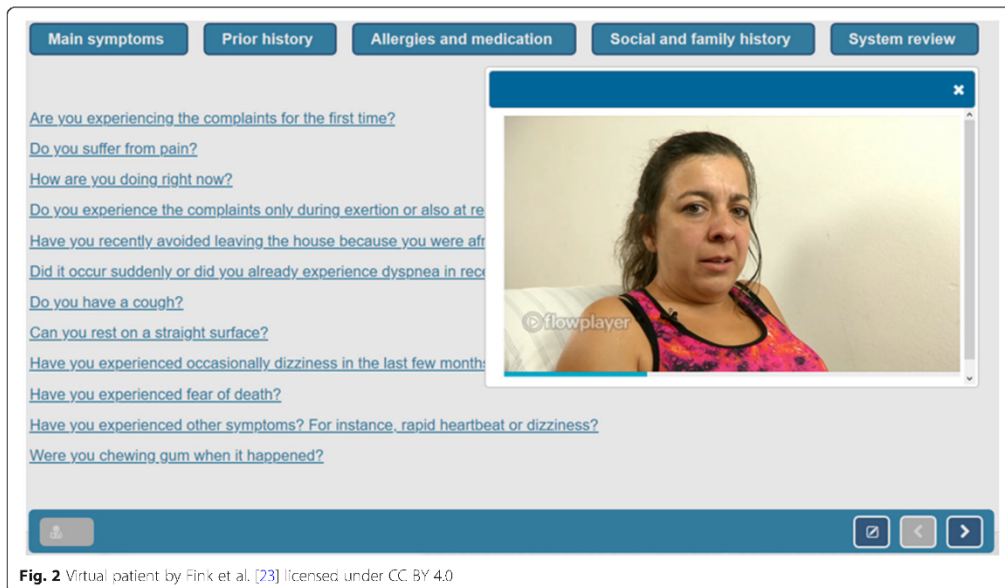 Main symptoms
Prior history
Allergies and medication
Social and family history
System review
Are you experiencing the complaints for the first time?
Do you suffer from pain?
How are you doing right now?
Do you experience the complaints only during exertion or also at re
Have you recently avoided leaving the house because you were afr
Did it occur suddenly or did you already experience dyspnea in rece
Do you have a cough?
Can you rest on a straight surface?
Have you experienced occasionally dizziness in the last few months
Have you experienced fear of death?
Have you experienced other symptoms? For instance, rapid heartbeat or dizziness?
Were you chewing gum when it happened?
flowplayer
Fig. 2 Virtual patient by Fink et al. [23] licensed under CC BY 4.0